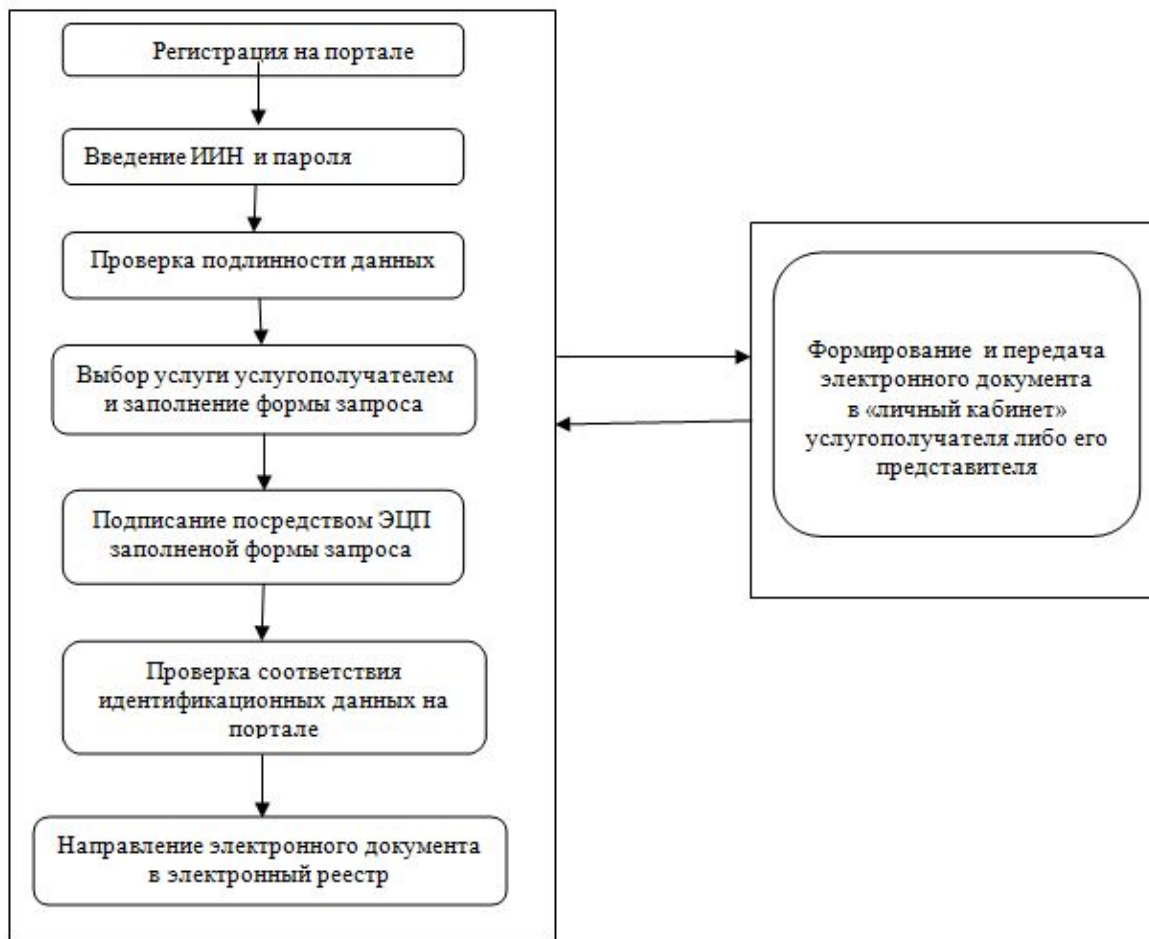 Регистрация на портале
Введение ИИН и пароля
Проверка подлинности данных
Выбор услуги услугополучателем
и заполнение формы запроса
Подписание посредством ЭЦП
заполненой формы запроса
Проверка соответствия
идентификационных данных на
портале
Направление электронного документа
в электронный реестр
Формирование и передача
электронного документа
в «личный кабинет»
услугополучателя либо его
представителя